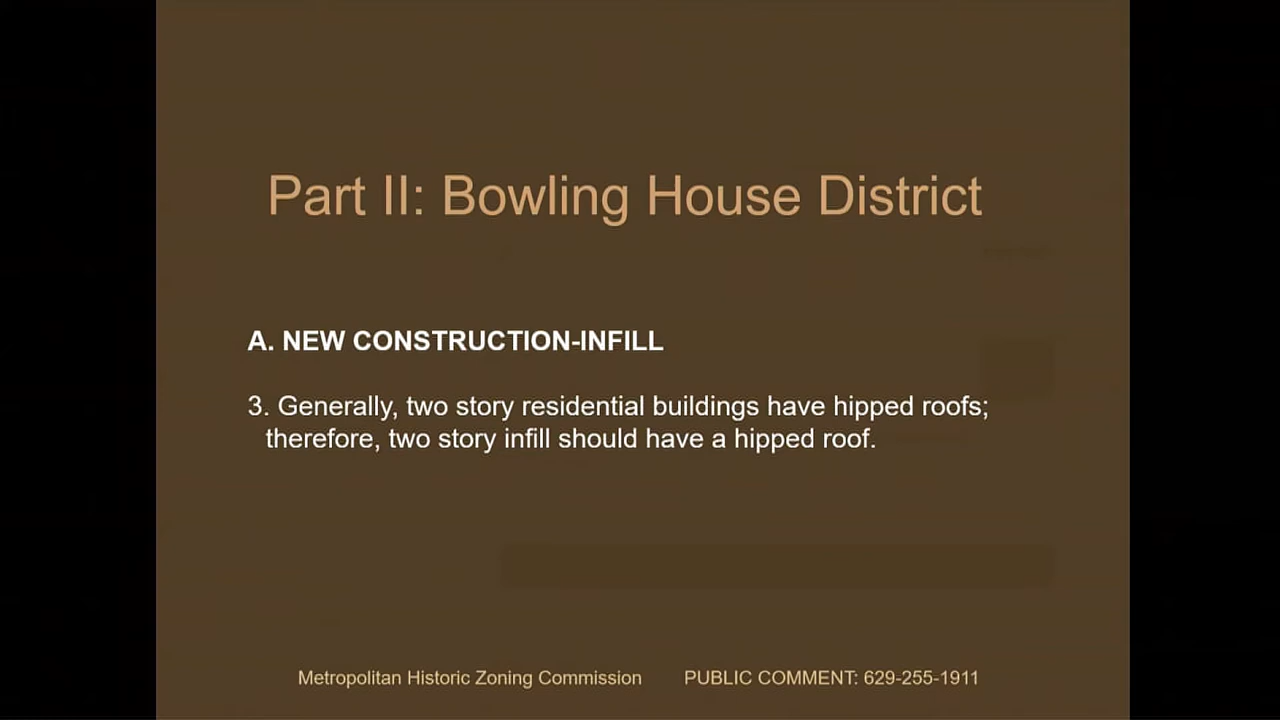 Part II: Bowling House District
A. NEW CONSTRUCTION-INFILL
3. Generally, two story residential buildings have hipped roofs;
therefore, two story infill should have a hipped roof.
Metropolitan Historic Zoning Commission PUBLIC COMMENT: 629-255-1911